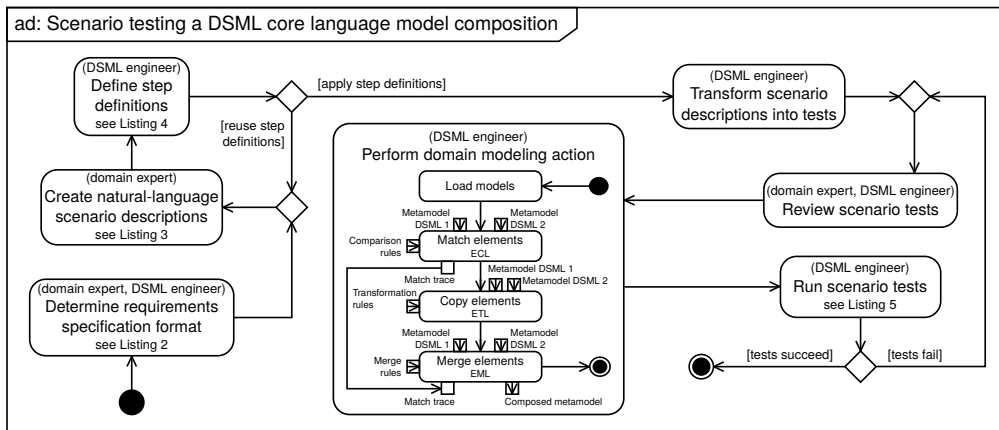 ad: Scenario testing a DSML core language model composition
(DSML engineer)
Define step
definitions
see Listing 4
[apply step definitions]
[reuse step
definitions]
(DSML engineer)
Transform scenario
descriptions into tests
(domain expert)
Create natural-language
scenario descriptions
see Listing 3
(domain expert, DSML engineer)
Determine requirements
specification format
see Listing 2
(DSML engineer)
Perform domain modeling action
Load models
Metamodel
DSML 1
Metamodel
DSML 2
Comparison
rules
Match elements
ECL
Match trace
Metamodel DSML 1
Metamodel DSML 2
Transformation
rules
Copy elements
ETL
Metamodel
DSML 1
Metamodel
DSML 2
Merge
rules
Merge elements
EML
Match trace
Composed metamodel
(domain expert, DSML engineer)
Review scenario tests
(DSML engineer)
Run scenario tests
see Listing 5
[tests succeed]
[tests fail]